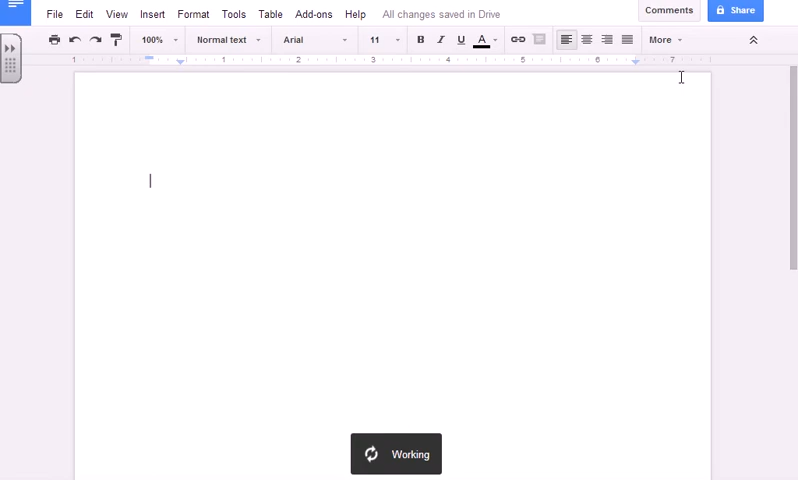 File Edit View Insert Format Tools Table Add-ons Help All changes saved in Drive Comments Share
100% Normal text Arial 11 B I U A More
1 1 2 3 4 5 6 7
Working